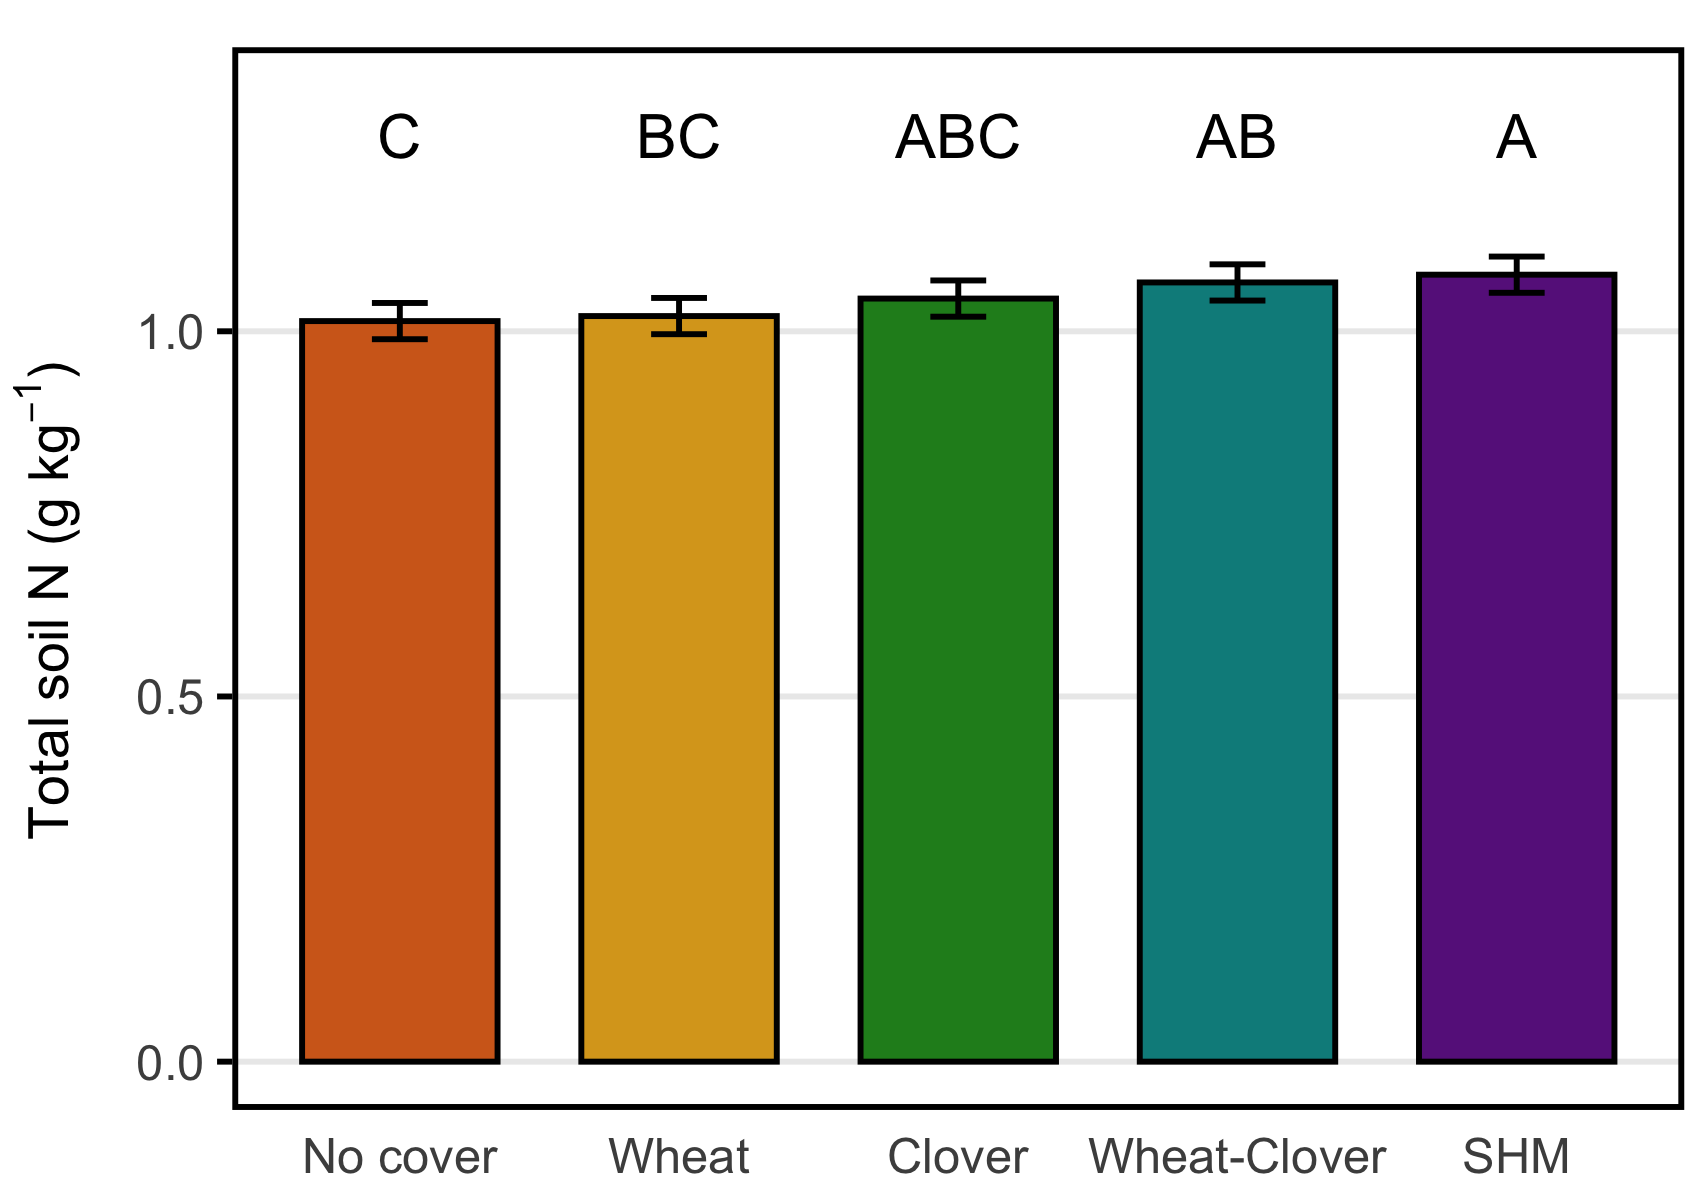 C BC ABC AB A
Total soil N (g kg⁻¹)
1.0
0.5
0.0
No cover Wheat Clover Wheat-Clover SHM